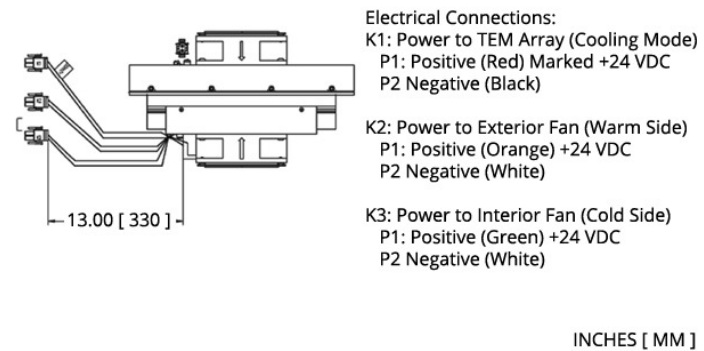 Electrical Connections:
K1: Power to TEM Array (Cooling Mode)
P1: Positive (Red) Marked +24 VDC
P2 Negative (Black)
K2: Power to Exterior Fan (Warm Side)
P1: Positive (Orange) +24 VDC
P2 Negative (White)
K3: Power to Interior Fan (Cold Side)
P1: Positive (Green) +24 VDC
P2 Negative (White)
13.00 [ 330 ]
INCHES [ MM ]